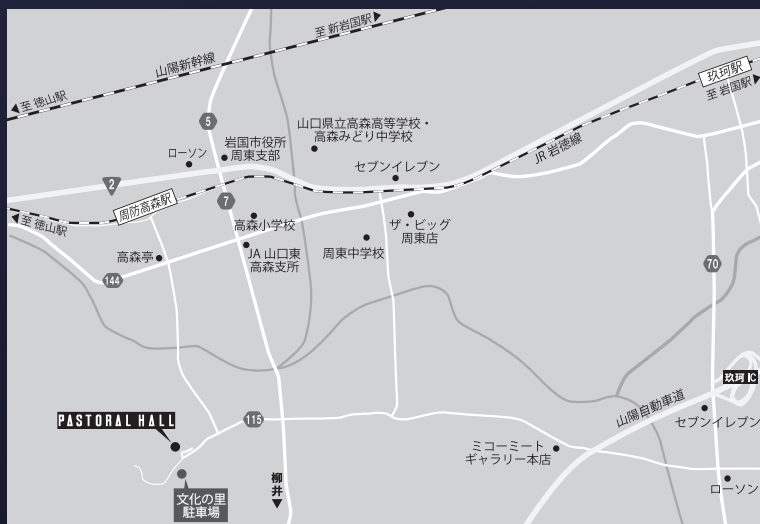 至 新岩国駅
山陽新幹線
至 徳山駅
玖珂駅
至 岩国駅
5
山口県立高森高等学校・
高森みどり中学校
岩国市役所
周東支部
ローソン
セブンイレブン
JR 岩徳線
2
周防高森駅
7
至 徳山駅
高森小学校
ザ・ビッグ
周東店
JA 山口東
高森支所
周東中学校
高森亭
144
70
玖珂 IC
山陽自動車道
セブンイレブン
PASTORAL HALL
115
ミコーミート
ギャラリー本店
柳井
文化の里
駐車場
ローソン